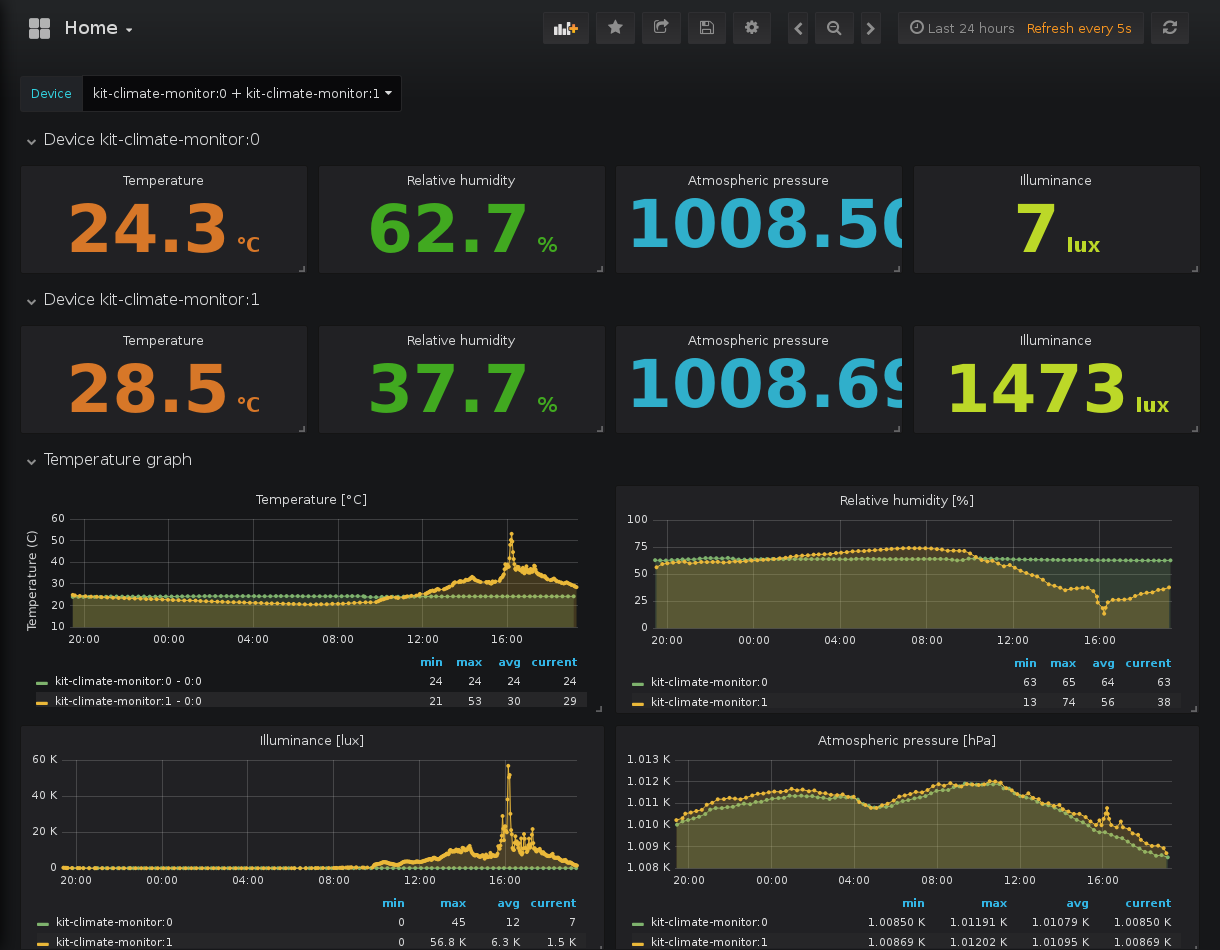 Home
Last 24 hours Refresh every 5s
Device kit-climate-monitor:0 + kit-climate-monitor:1
Device kit-climate-monitor:0
Temperature Relative humidity Atmospheric pressure Illuminance
24.3 °C 62.7 % 1008.50 7 lux
Device kit-climate-monitor:1
Temperature Relative humidity Atmospheric pressure Illuminance
28.5 °C 37.7 % 1008.69 1473 lux
Temperature graph
Temperature [°C]
Temperature (C)
60
50
40
30
20
10
20:00 00:00 04:00 08:00 12:00 16:00
min max avg current
kit-climate-monitor:0 - 0:0 24 24 24 24
kit-climate-monitor:1 - 0:0 21 53 30 29
Relative humidity [%]
100
75
50
25
0
20:00 00:00 04:00 08:00 12:00 16:00
min max avg current
kit-climate-monitor:0 63 65 64 63
kit-climate-monitor:1 13 74 56 38
Illuminance [lux]
60 K
40 K
20 K
0
20:00 00:00 04:00 08:00 12:00 16:00
min max avg current
kit-climate-monitor:0 0 45 12 7
kit-climate-monitor:1 0 56.8 K 6.3 K 1.5 K
Atmospheric pressure [hPa]
1.013 K
1.012 K
1.011 K
1.010 K
1.009 K
1.008 K
20:00 00:00 04:00 08:00 12:00 16:00
min max avg current
kit-climate-monitor:0 1.00850 K 1.01191 K 1.01079 K 1.00850 K
kit-climate-monitor:1 1.00869 K 1.01202 K 1.01095 K 1.00869 K